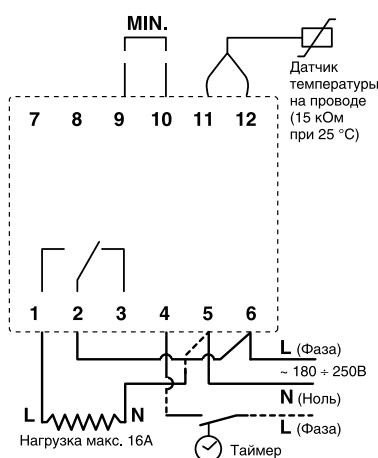 MIN.
Датчик
температуры
на проводе
(15 кОм
при 25 °C)
7 8 9 10 11 12
1 2 3 4 5 6
L (Фаза)
~ 180 ÷ 250В
N (Ноль)
L N
Нагрузка макс. 16А
L (Фаза)
Таймер